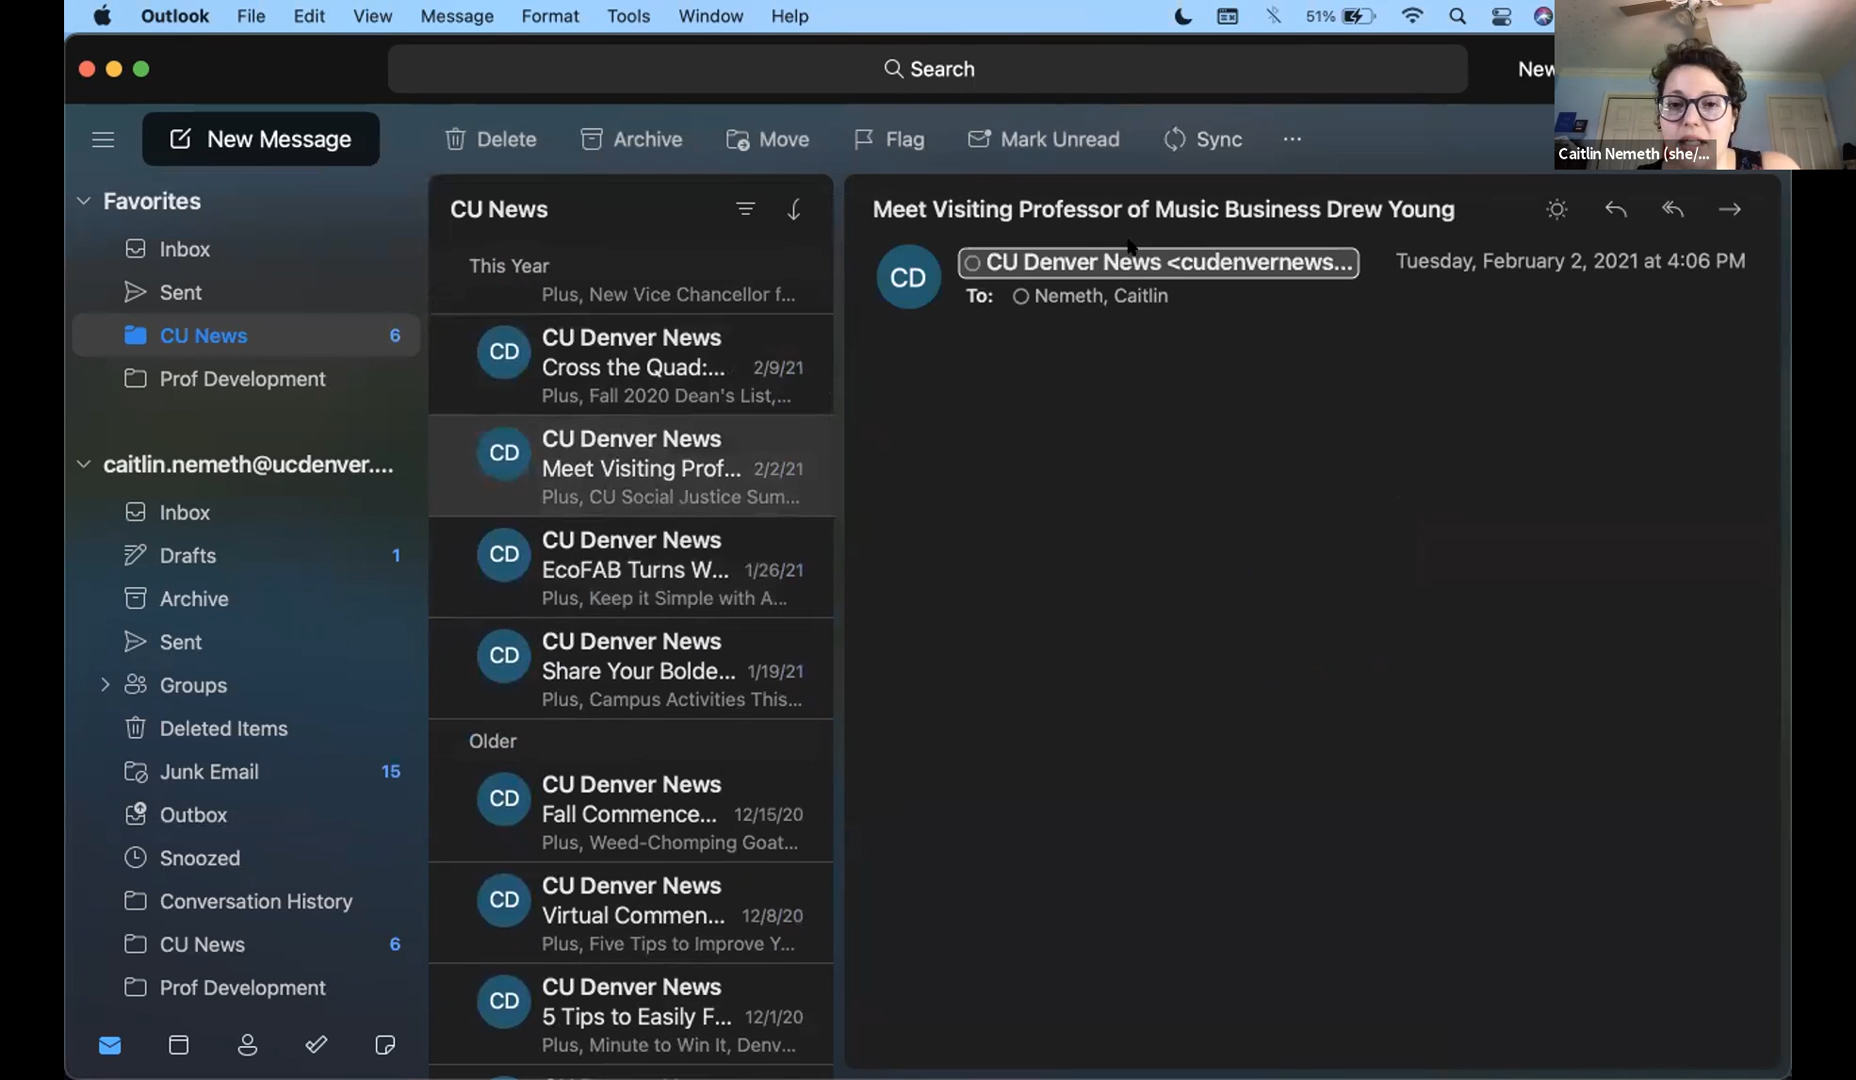 Outlook File Edit View Message Format Tools Window Help 51%
Search
New
New Message
Delete Archive Move Flag Mark Unread Sync ...
Caitlin Nemeth (she/...
Favorites
Inbox
Sent
CU News 6
Prof Development
caitlin.nemeth@ucdenver....
Inbox
Drafts 1
Archive
Sent
Groups
Deleted Items
Junk Email 15
Outbox
Snoozed
Conversation History
CU News 6
Prof Development
CU News
This Year
Plus, New Vice Chancellor f...
CD CU Denver News
Cross the Quad:... 2/9/21
Plus, Fall 2020 Dean's List,...
CD CU Denver News
Meet Visiting Prof... 2/2/21
Plus, CU Social Justice Sum...
CD CU Denver News
EcoFAB Turns W... 1/26/21
Plus, Keep it Simple with A...
CD CU Denver News
Share Your Bolde... 1/19/21
Plus, Campus Activities This...
Older
CD CU Denver News
Fall Commence... 12/15/20
Plus, Weed-Chomping Goat...
CD CU Denver News
Virtual Commen... 12/8/20
Plus, Five Tips to Improve Y...
CD CU Denver News
5 Tips to Easily F... 12/1/20
Plus, Minute to Win It, Denv...
Meet Visiting Professor of Music Business Drew Young
CD CU Denver News <cudenvernews... Tuesday, February 2, 2021 at 4:06 PM
To: Nemeth, Caitlin